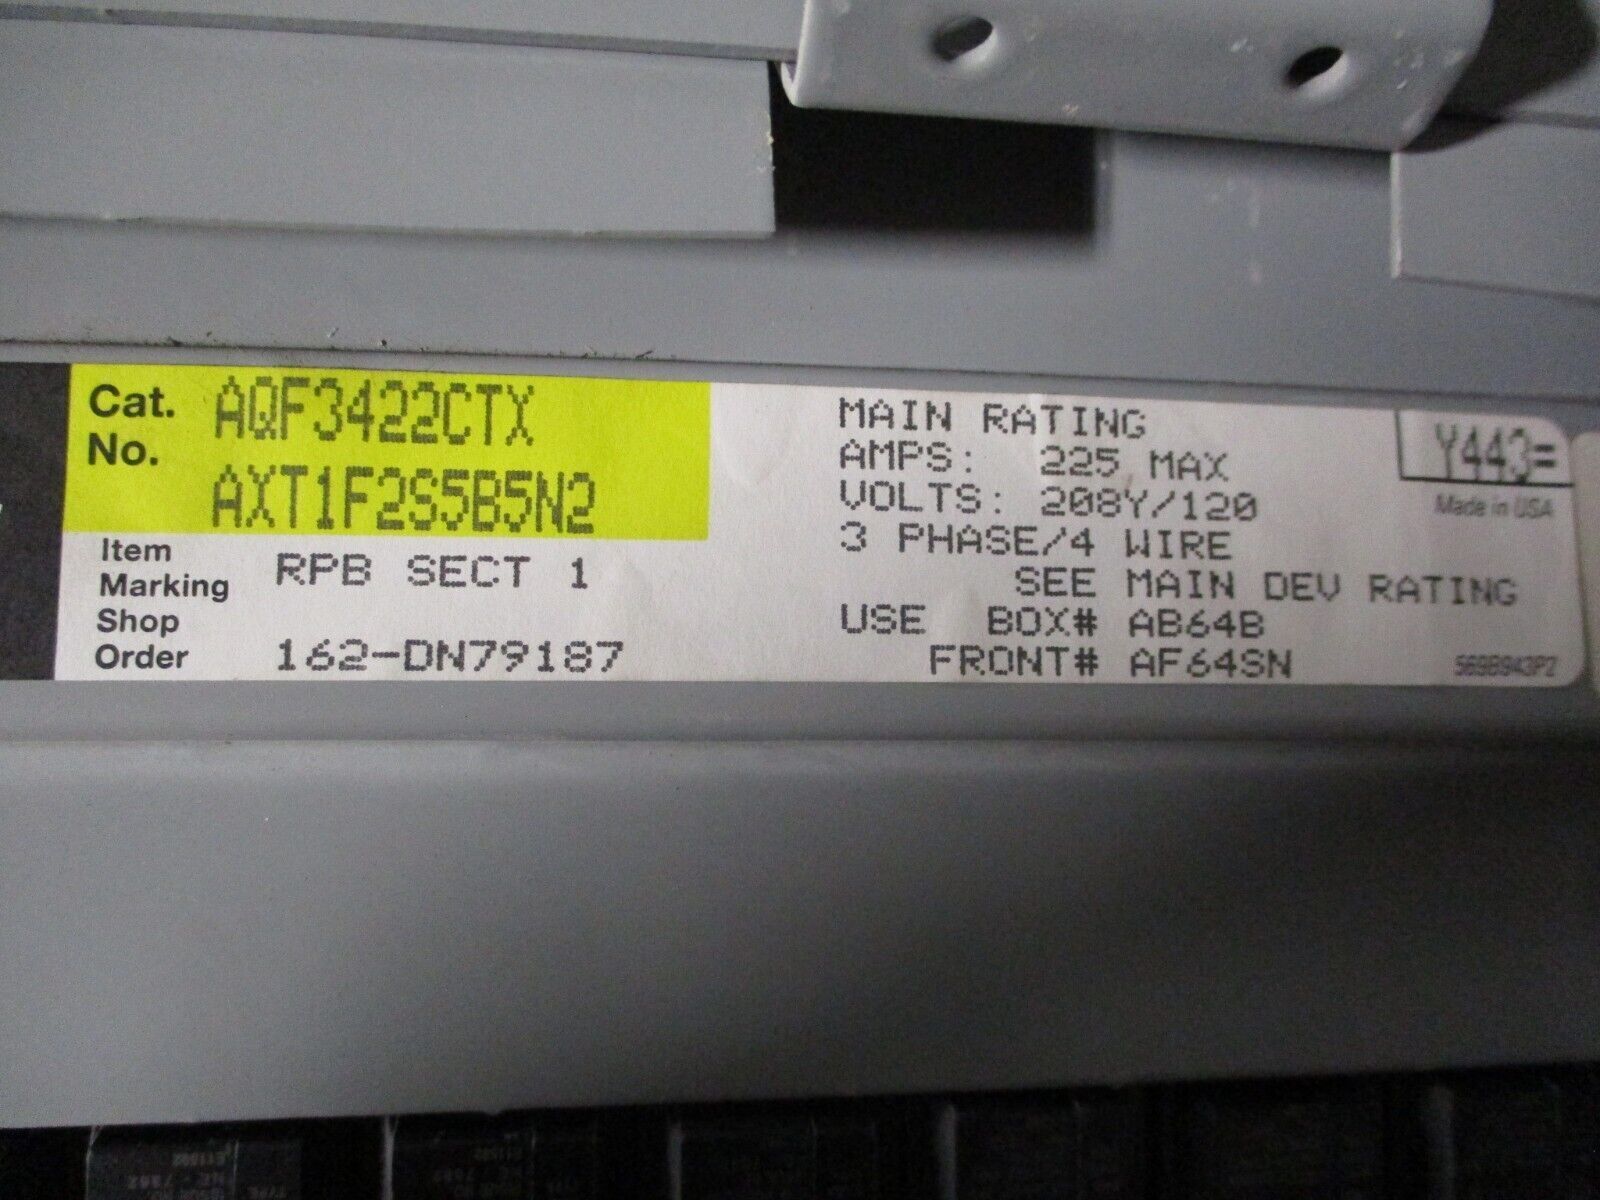 Cat. No. AQF3422CTX
AXT1F2S5B5N2
Item Marking RPB SECT 1
Shop Order 162-DN79187
MAIN RATING
AMPS: 225 MAX
VOLTS: 208Y/120
3 PHASE/4 WIRE
SEE MAIN DEV RATING
USE BOX# AB64B
FRONT# AF64SN
Y443=
Made in USA
569B943P2